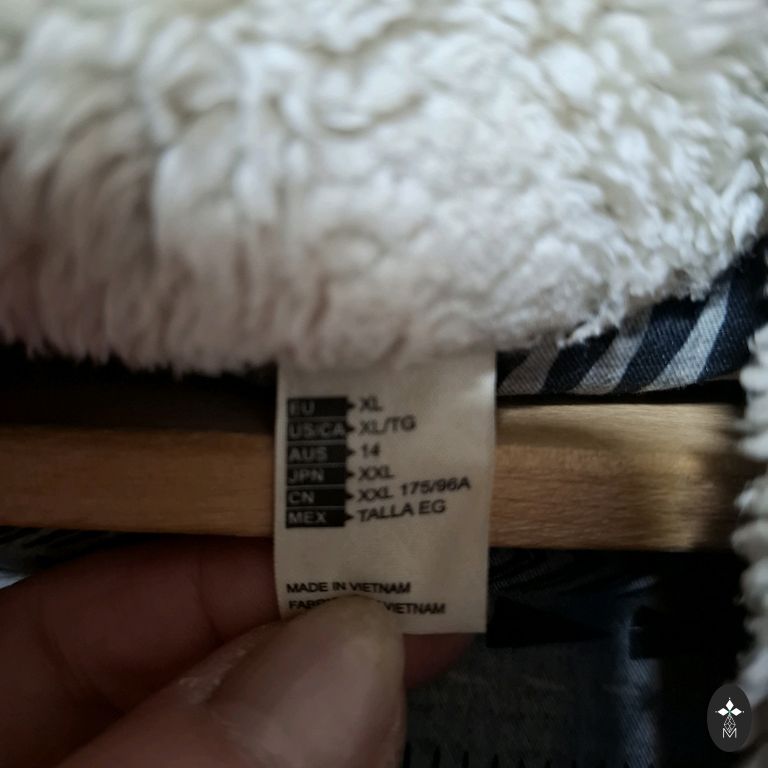 EU XL
US/CA XL/TG
AUS 14
JPN XXL
CN XXL 175/96A
MEX TALLA EG
MADE IN VIETNAM
VIETNAM
M